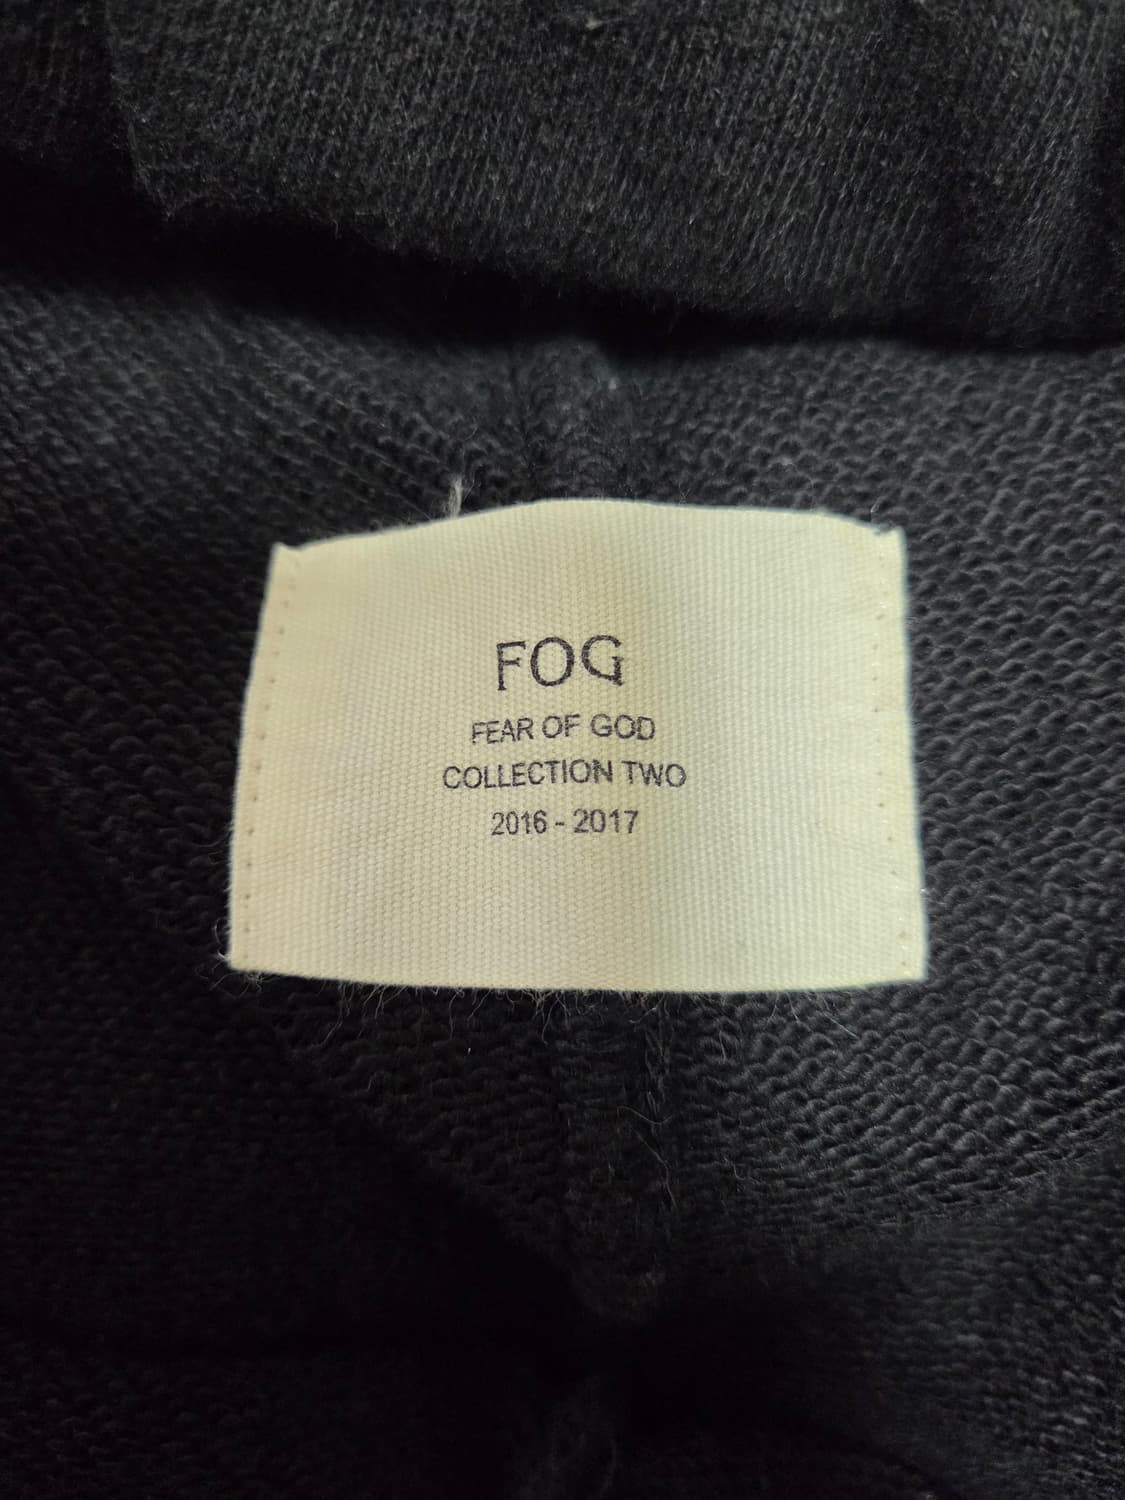 FOG
FEAR OF GOD
COLLECTION TWO
2016 - 2017